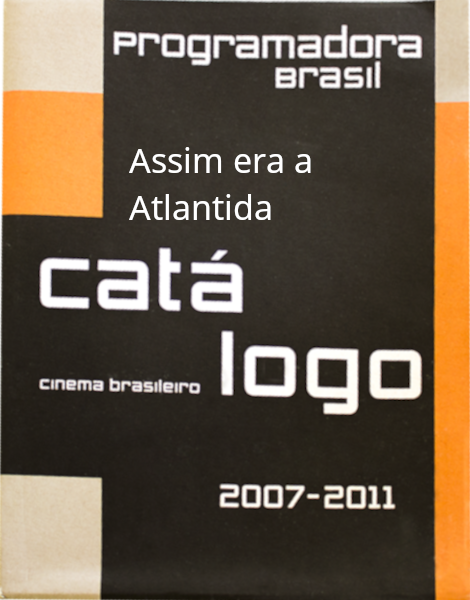 Programadora
Brasil
Assim era a
Atlantida
catá
logo
cinema brasileiro
2007-2011